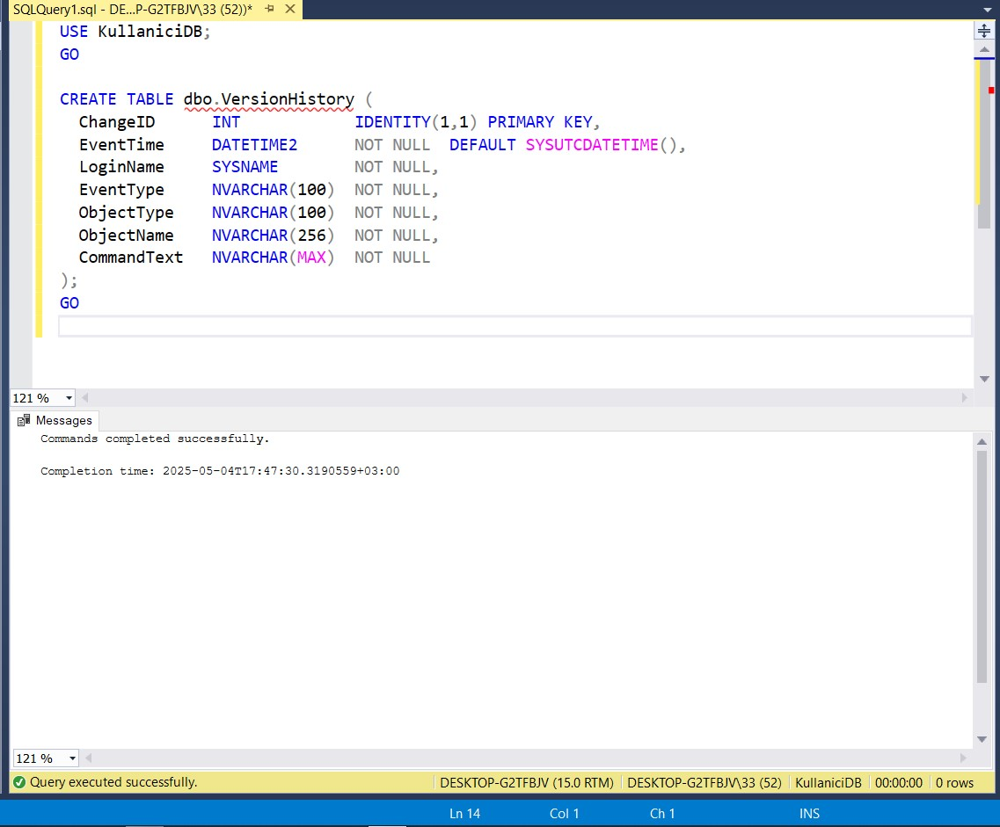 SQLQuery1.sql - DE...P-G2TFBJV\33 (52))*
USE KullaniciDB;
GO
CREATE TABLE dbo.VersionHistory (
ChangeID INT IDENTITY(1,1) PRIMARY KEY,
EventTime DATETIME2 NOT NULL DEFAULT SYSUTCDATETIME(),
LoginName SYSNAME NOT NULL,
EventType NVARCHAR(100) NOT NULL,
ObjectType NVARCHAR(100) NOT NULL,
ObjectName NVARCHAR(256) NOT NULL,
CommandText NVARCHAR(MAX) NOT NULL
);
GO
121 %
Messages
Commands completed successfully.
Completion time: 2025-05-04T17:47:30.3190559+03:00
121 %
Query executed successfully. DESKTOP-G2TFBJV (15.0 RTM) DESKTOP-G2TFBJV\33 (52) KullaniciDB 00:00:00 0 rows
Ln 14 Col 1 Ch 1 INS